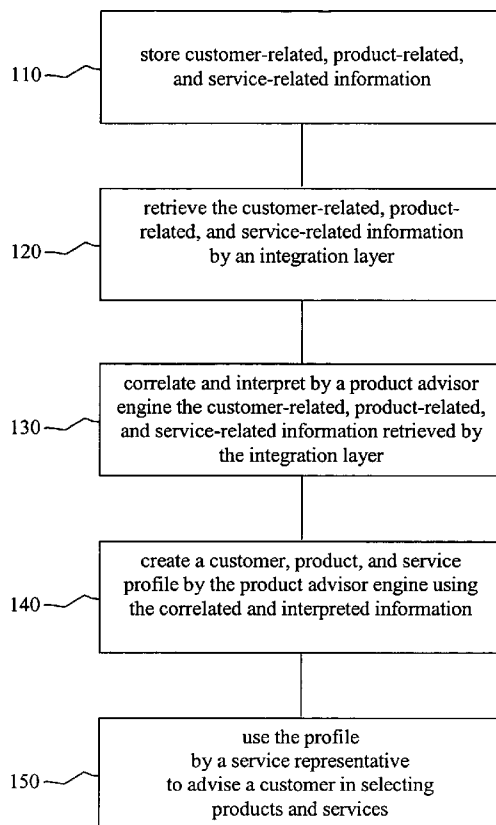 110
store customer-related, product-related,
and service-related information
120
retrieve the customer-related, product-
related, and service-related information
by an integration layer
130
correlate and interpret by a product advisor
engine the customer-related, product-related,
and service-related information retrieved by
the integration layer
140
create a customer, product, and service
profile by the product advisor engine using
the correlated and interpreted information
150
use the profile
by a service representative
to advise a customer in selecting
products and services